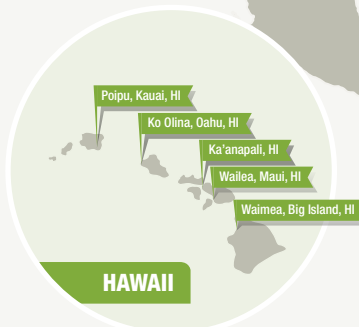 Poipu, Kauai, HI
Ko Olina, Oahu, HI
Ka'anapali, HI
Wailea, Maui, HI
Waimea, Big Island, HI
HAWAII